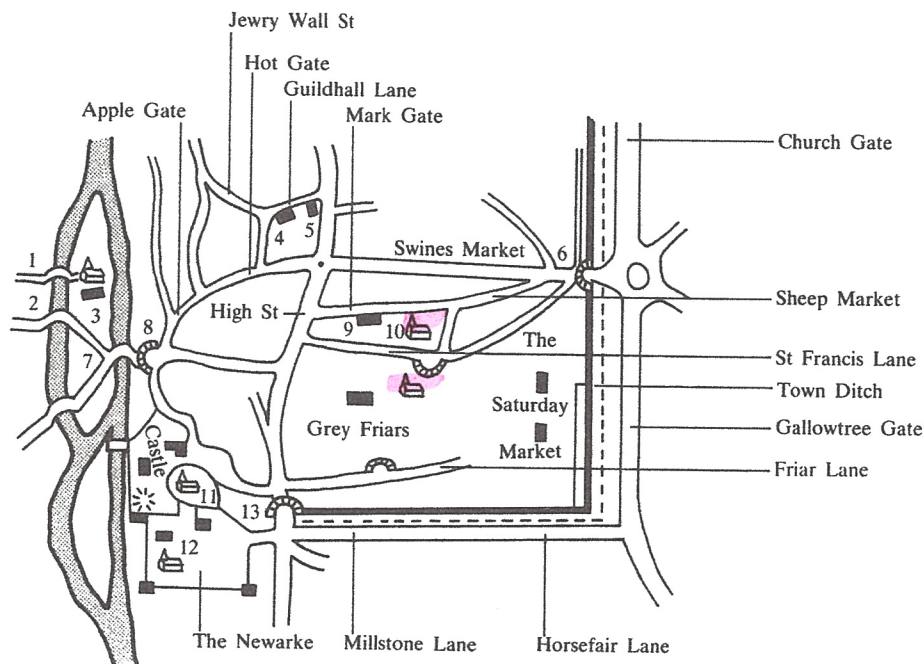 Jewry Wall St
Hot Gate
Guildhall Lane
Apple Gate
Mark Gate
Church Gate
4
5
Swines Market
6
1
2
3
High St
Sheep Market
8
9
10
The
7
St Francis Lane
Town Ditch
Saturday
Castle
Grey Friars
Market
Gallowtree Gate
Friar Lane
11
13
12
The Newarke
Millstone Lane
Horsefair Lane